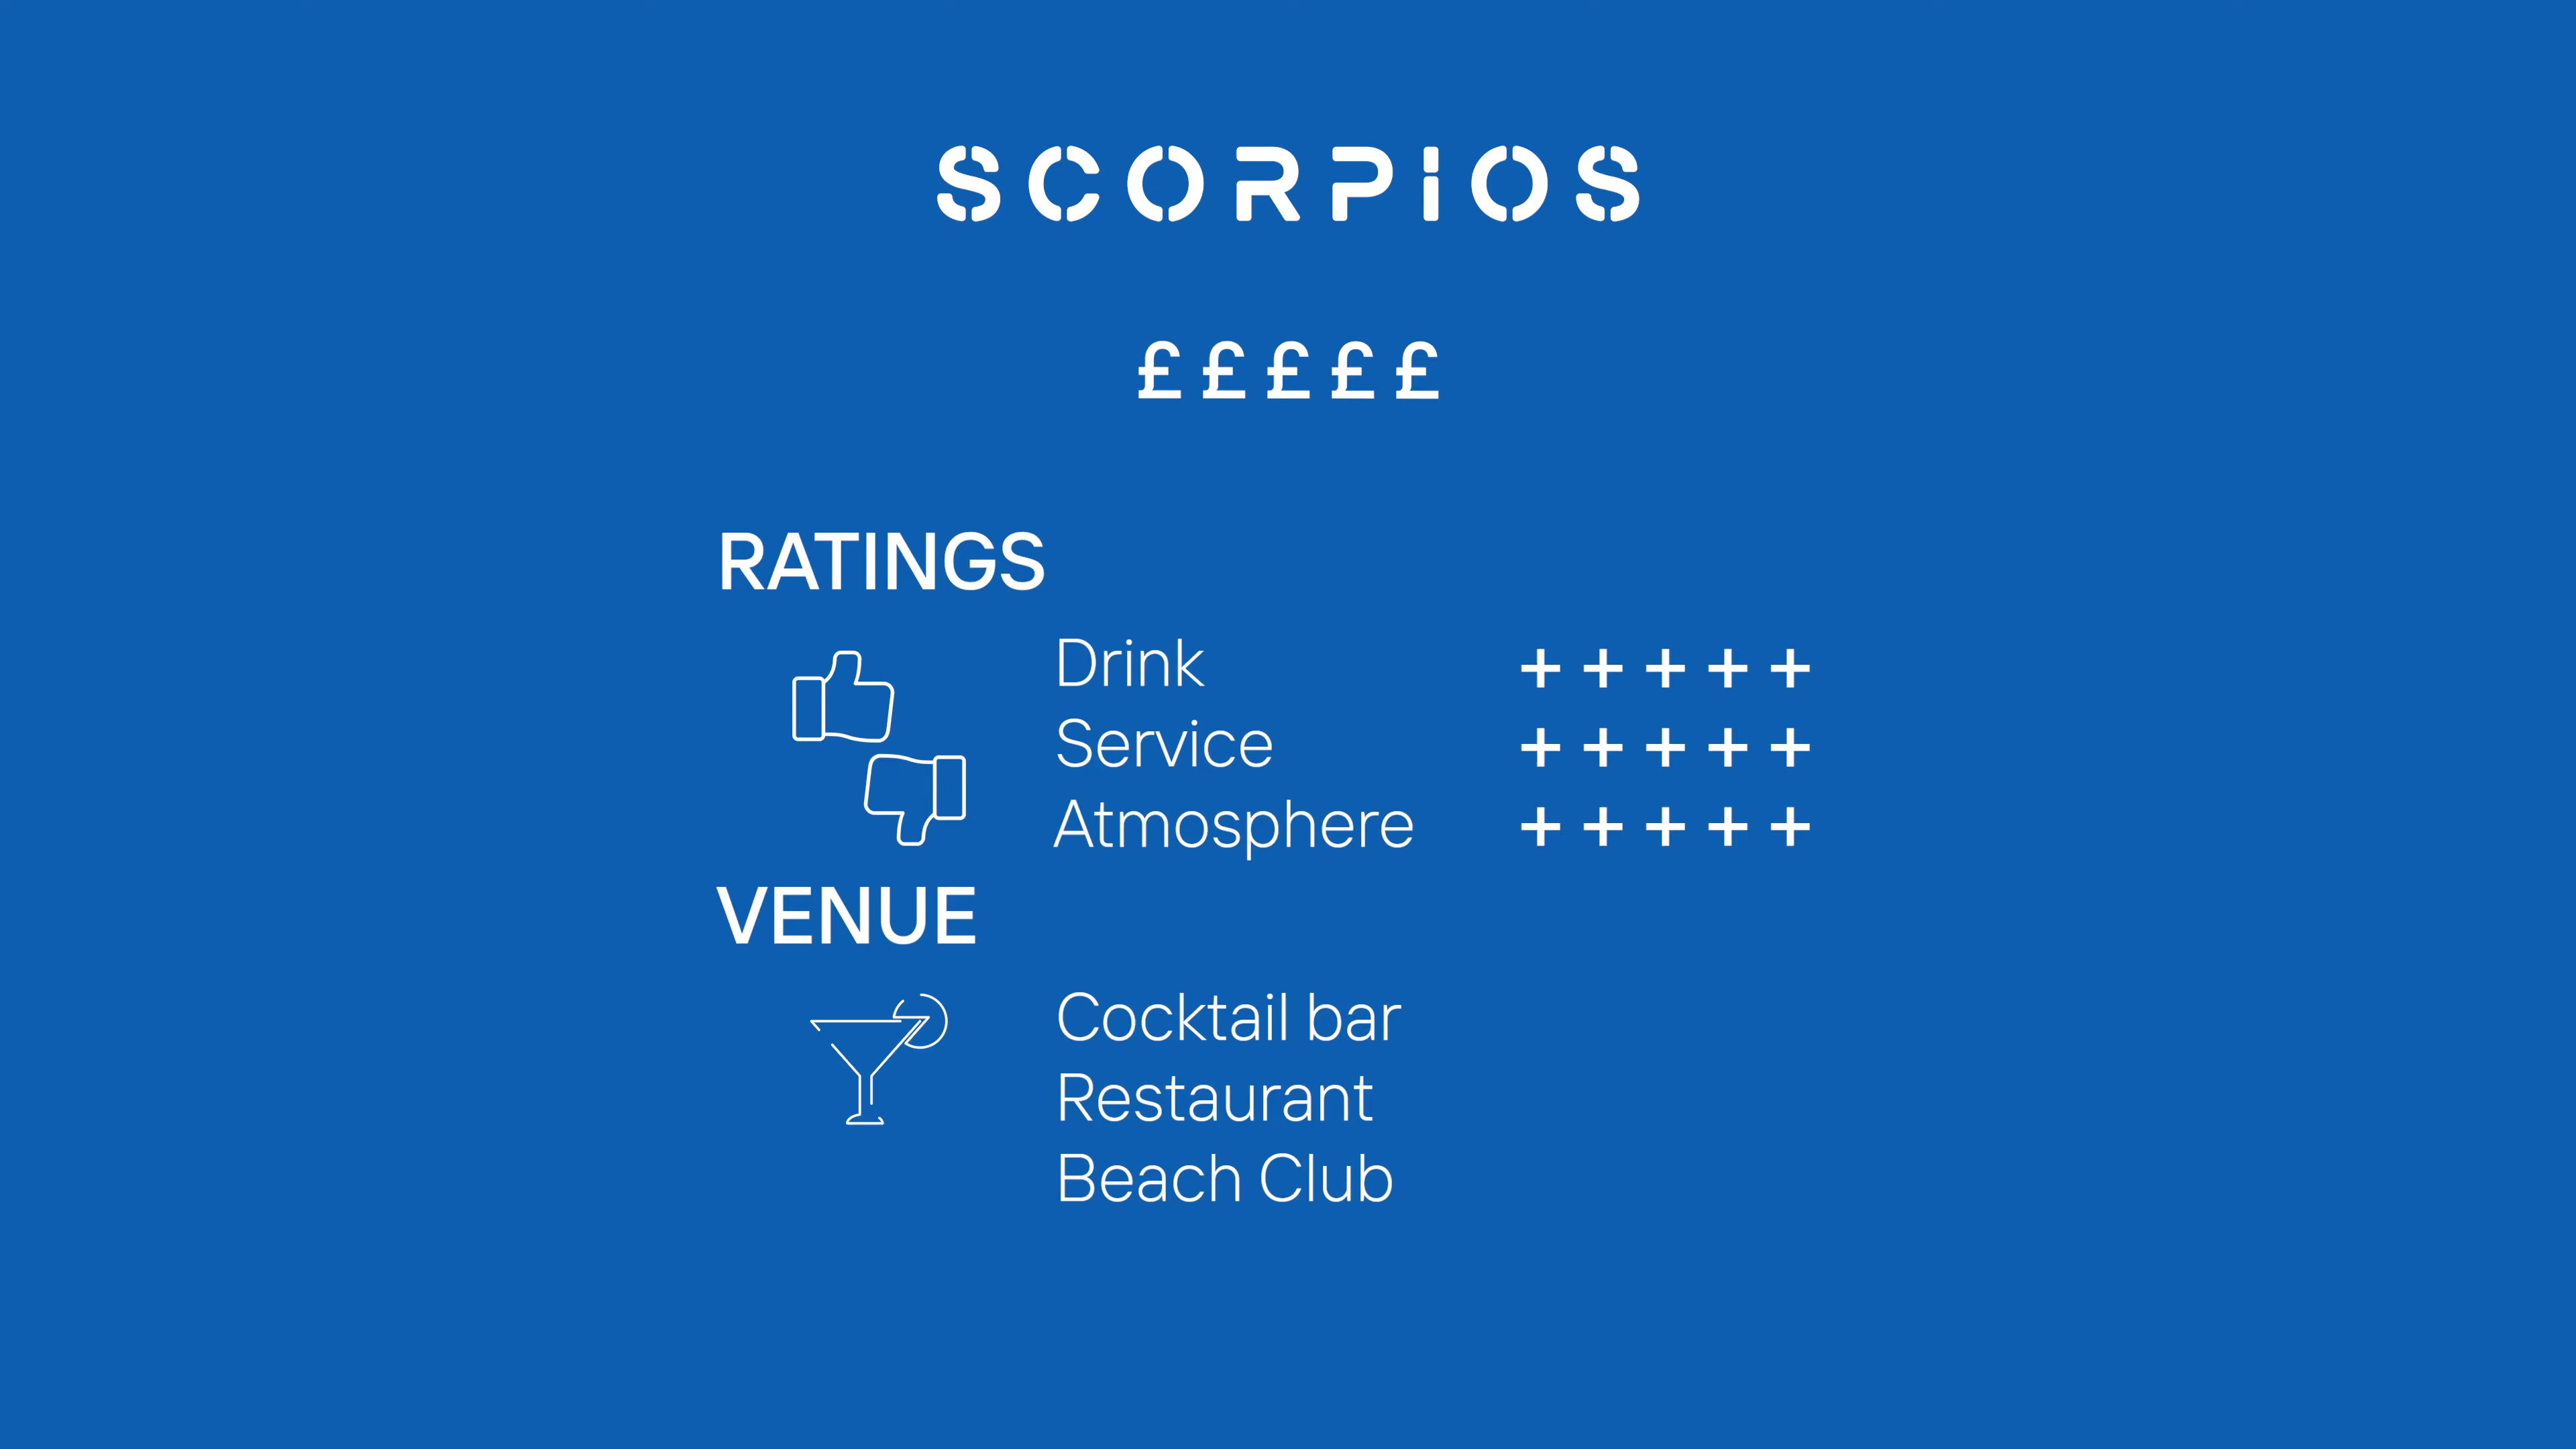 SCORPIOS
£ £ £ £ £
RATINGS
Drink + + + + +
Service + + + + +
Atmosphere + + + + +
VENUE
Cocktail bar
Restaurant
Beach Club